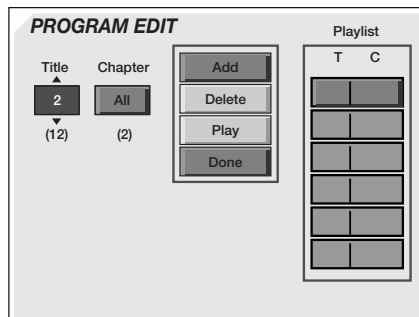 PROGRAM EDIT
Playlist
Title Chapter
T C
2 All
(12) (2)
Add
Delete
Play
Done